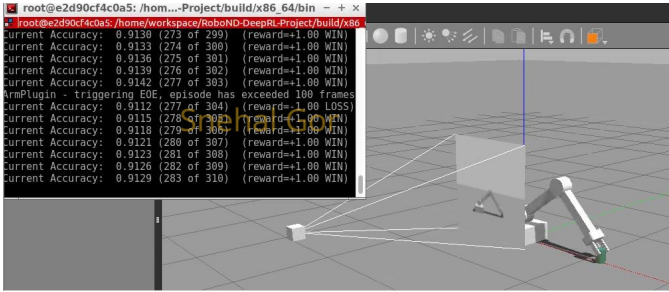 root@e2d90cf4c0a5: /hom...-Project/build/x86_64/bin
root@e2d90cf4c0a5: /home/workspace/RoboND-DeepRL-Project/build/x86_
Current Accuracy: 0.9130 (273 of 299) (reward=+1.00 WIN)
Current Accuracy: 0.9133 (274 of 300) (reward=+1.00 WIN)
Current Accuracy: 0.9136 (275 of 301) (reward=+1.00 WIN)
Current Accuracy: 0.9139 (276 of 302) (reward=+1.00 WIN)
Current Accuracy: 0.9142 (277 of 303) (reward=+1.00 WIN)
ArmPlugin - triggering EOE, episode has exceeded 100 frames
Current Accuracy: 0.9112 (277 of 304) (reward=-1.00 LOSS)
Current Accuracy: 0.9115 (278 of 305) (reward=+1.00 WIN)
Current Accuracy: 0.9118 (279 of 306) (reward=+1.00 WIN)
Current Accuracy: 0.9121 (280 of 307) (reward=+1.00 WIN)
Current Accuracy: 0.9123 (281 of 308) (reward=+1.00 WIN)
Current Accuracy: 0.9126 (282 of 309) (reward=+1.00 WIN)
Current Accuracy: 0.9129 (283 of 310) (reward=+1.00 WIN)
Snehal Gor